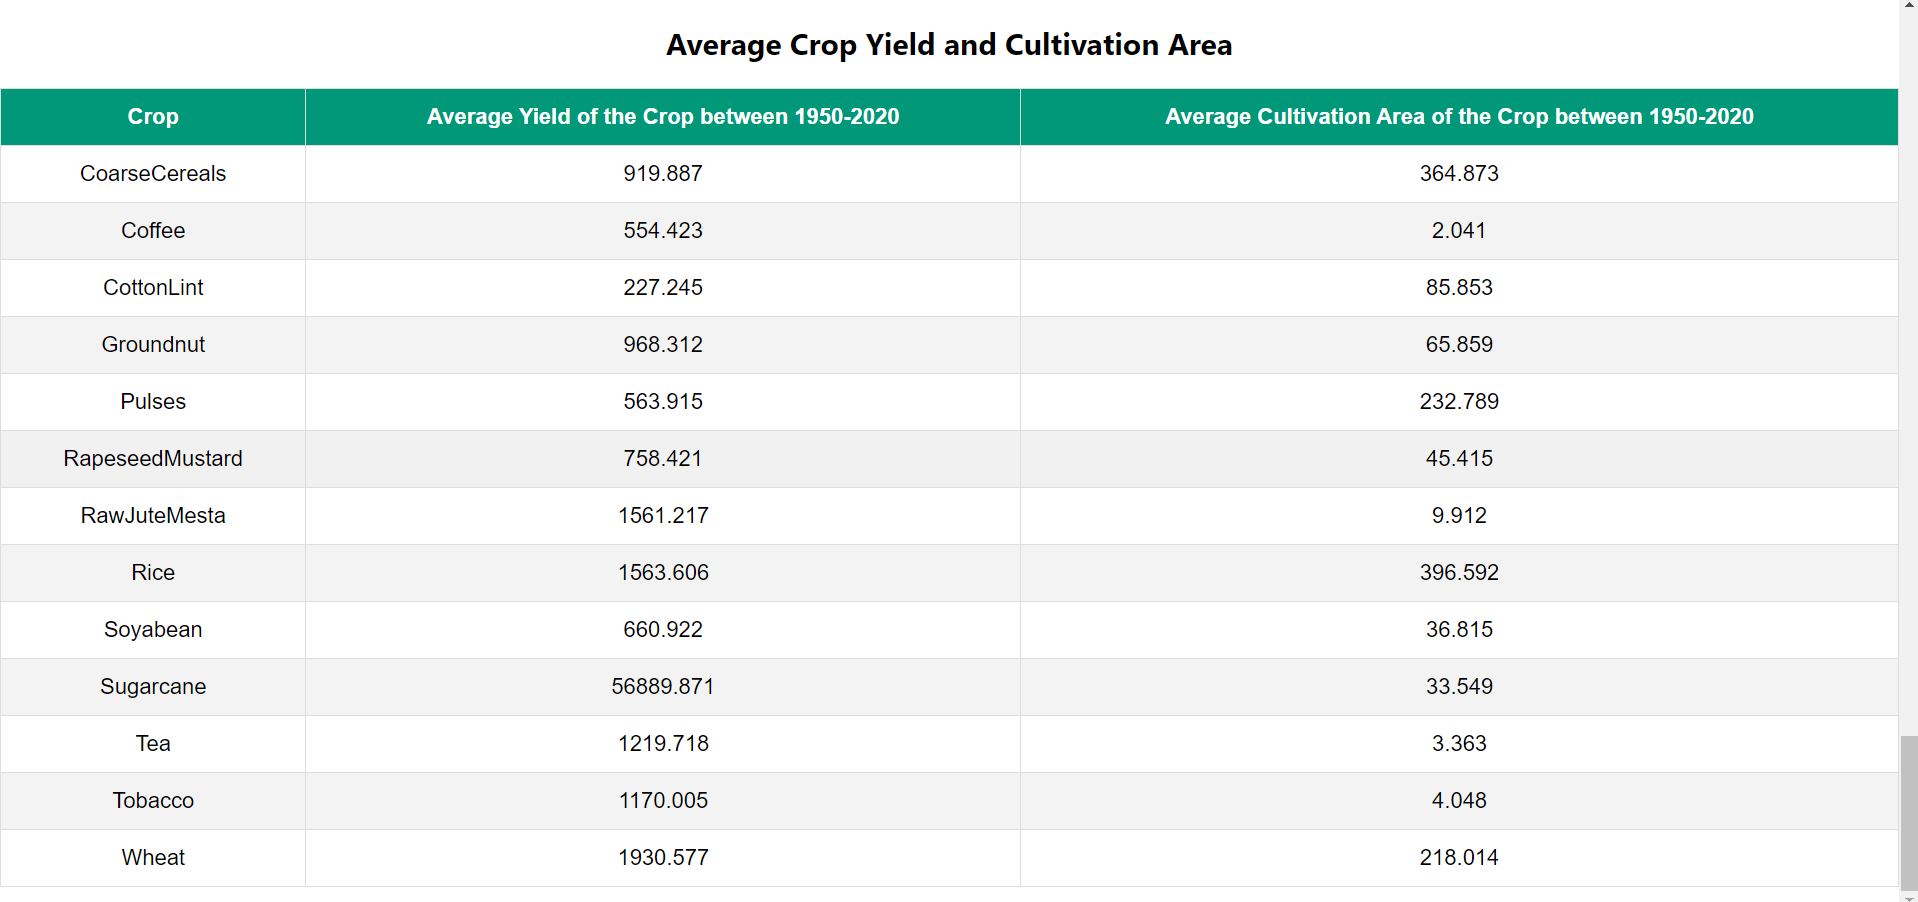 Average Crop Yield and Cultivation Area
Crop Average Yield of the Crop between 1950-2020 Average Cultivation Area of the Crop between 1950-2020
CoarseCereals 919.887 364.873
Coffee 554.423 2.041
CottonLint 227.245 85.853
Groundnut 968.312 65.859
Pulses 563.915 232.789
RapeseedMustard 758.421 45.415
RawJuteMesta 1561.217 9.912
Rice 1563.606 396.592
Soyabean 660.922 36.815
Sugarcane 56889.871 33.549
Tea 1219.718 3.363
Tobacco 1170.005 4.048
Wheat 1930.577 218.014